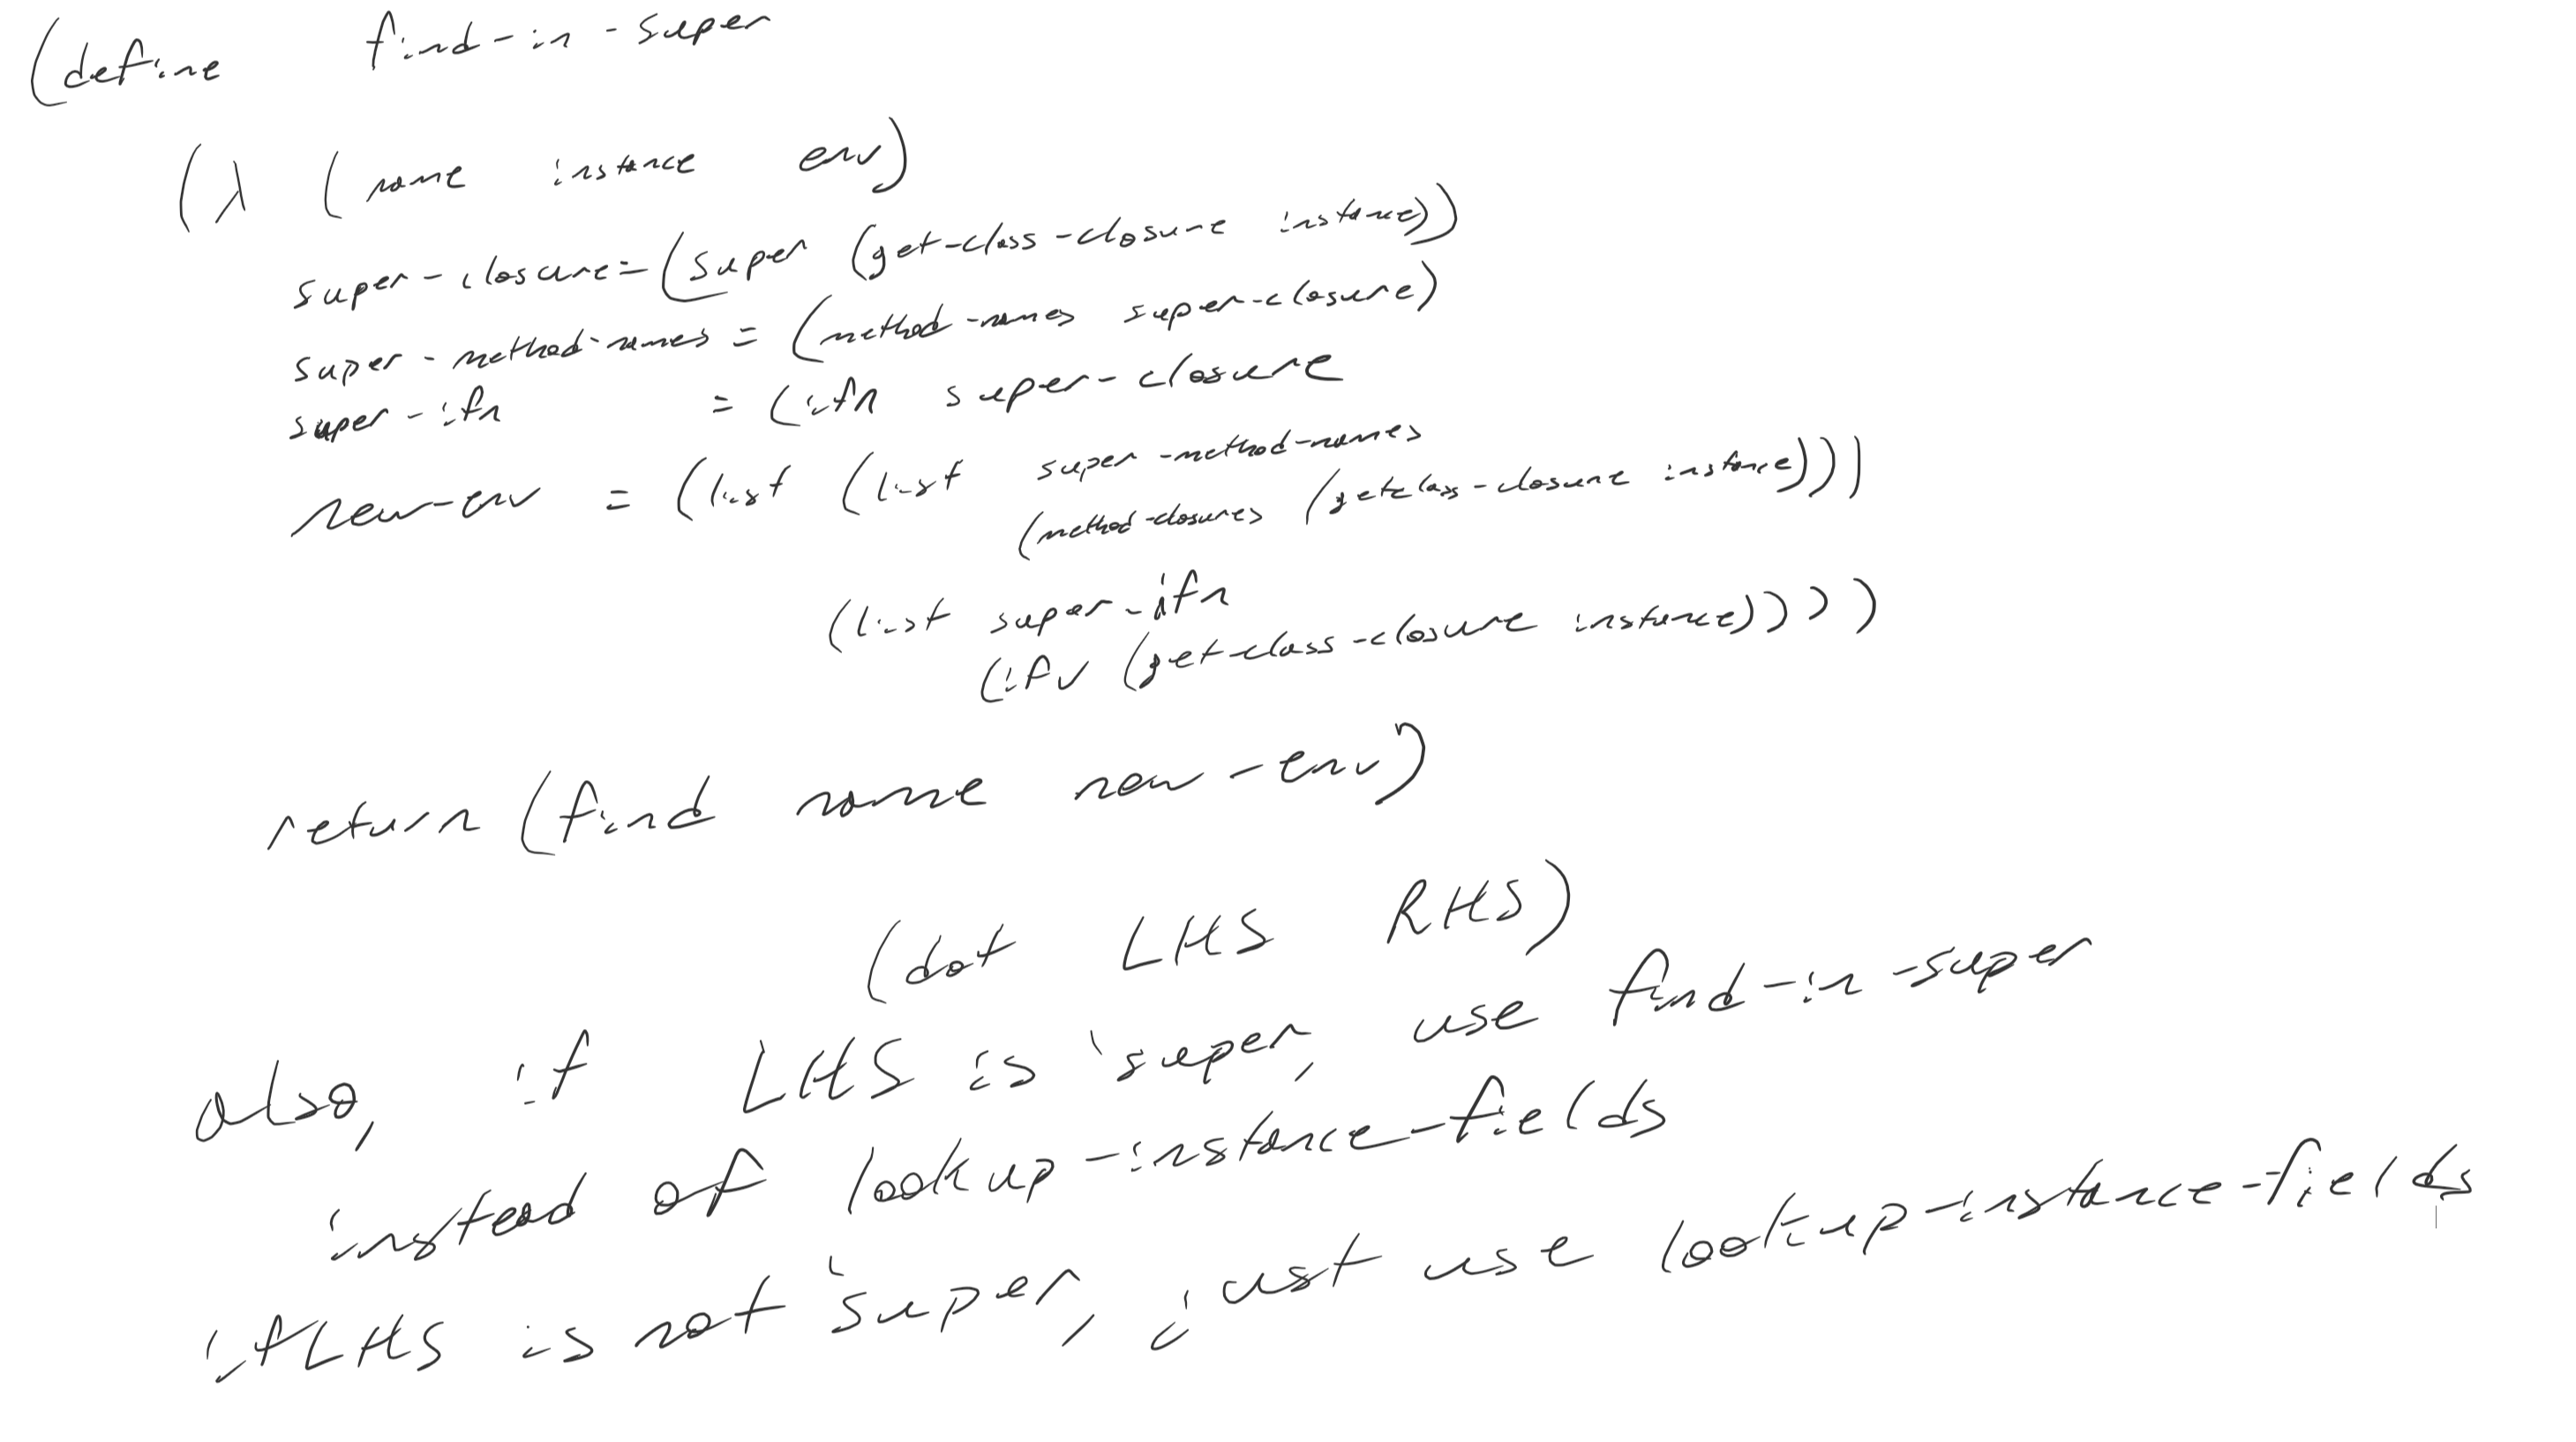 (define find-in-super
(λ (name instance env)
super-closure=(super (get-class-closure instance))
super-method-names = (method-names super-closure)
super-ifn = (ifn super-closure
new-env = (list (list super-method-names
(method-closures (getclass-closure instance)))
(list super-ifn
(ifv (get-class-closure instance))))
return (find name new-env)
(dot LHS RHS)
also, if LHS is 'super, use find-in-super
instead of lookup-instance-fields
if LHS is not 'super, just use lookup-instance-fields